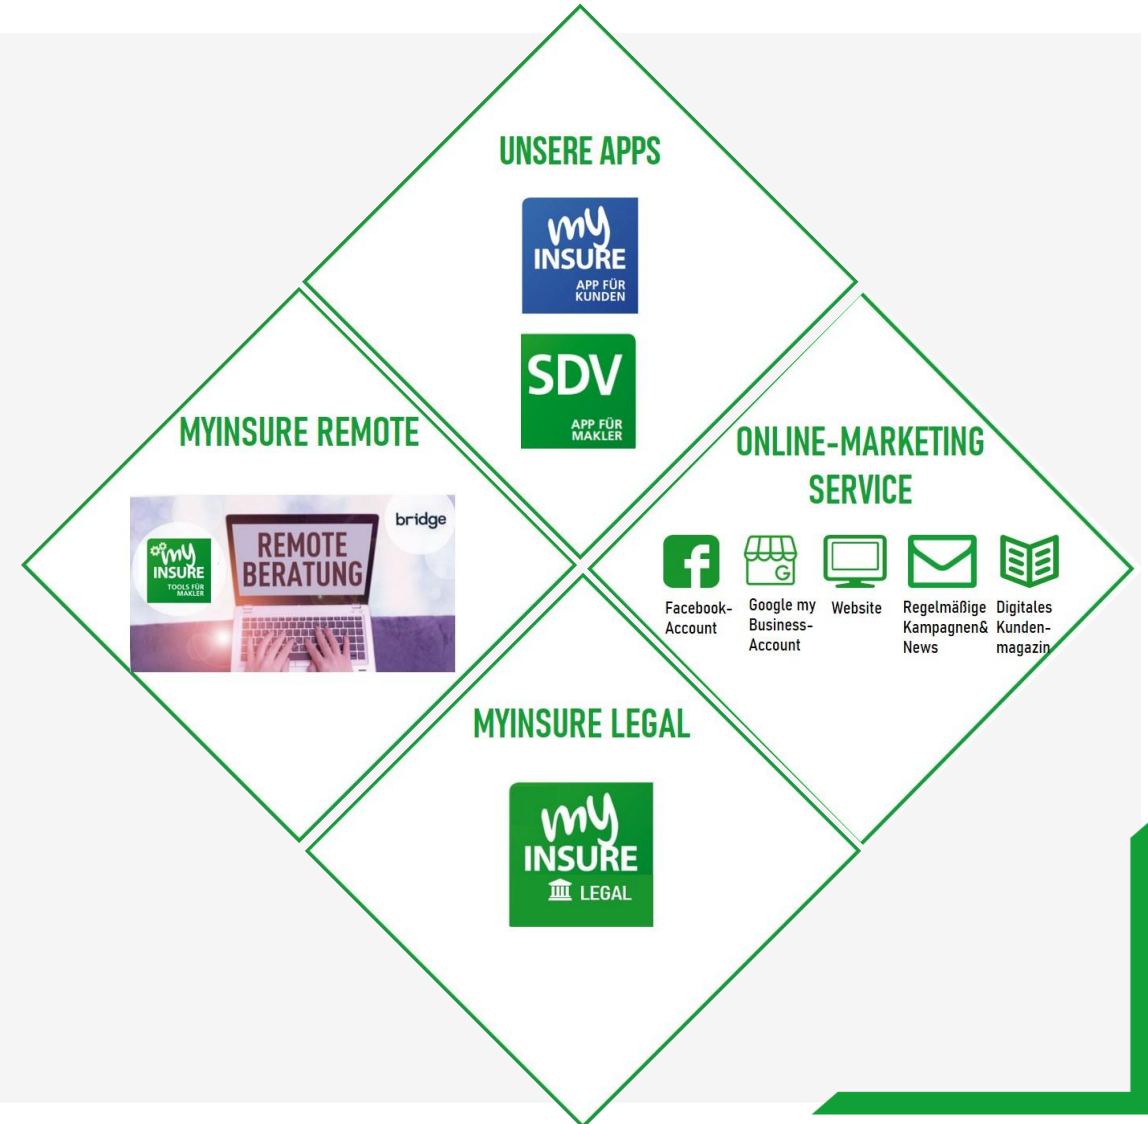 UNSERE APPS
my
INSURE
APP FÜR
KUNDEN
SDV
APP FÜR
MAKLER
MYINSURE REMOTE
bridge
my
INSURE
TOOLS FÜR
MAKLER
REMOTE
BERATUNG
ONLINE-MARKETING
SERVICE
f
G
Facebook-
Account
Google my
Business-
Account
Website
Regelmäßige
Kampagnen&
News
Digitales
Kunden-
magazin
MYINSURE LEGAL
my
INSURE
LEGAL